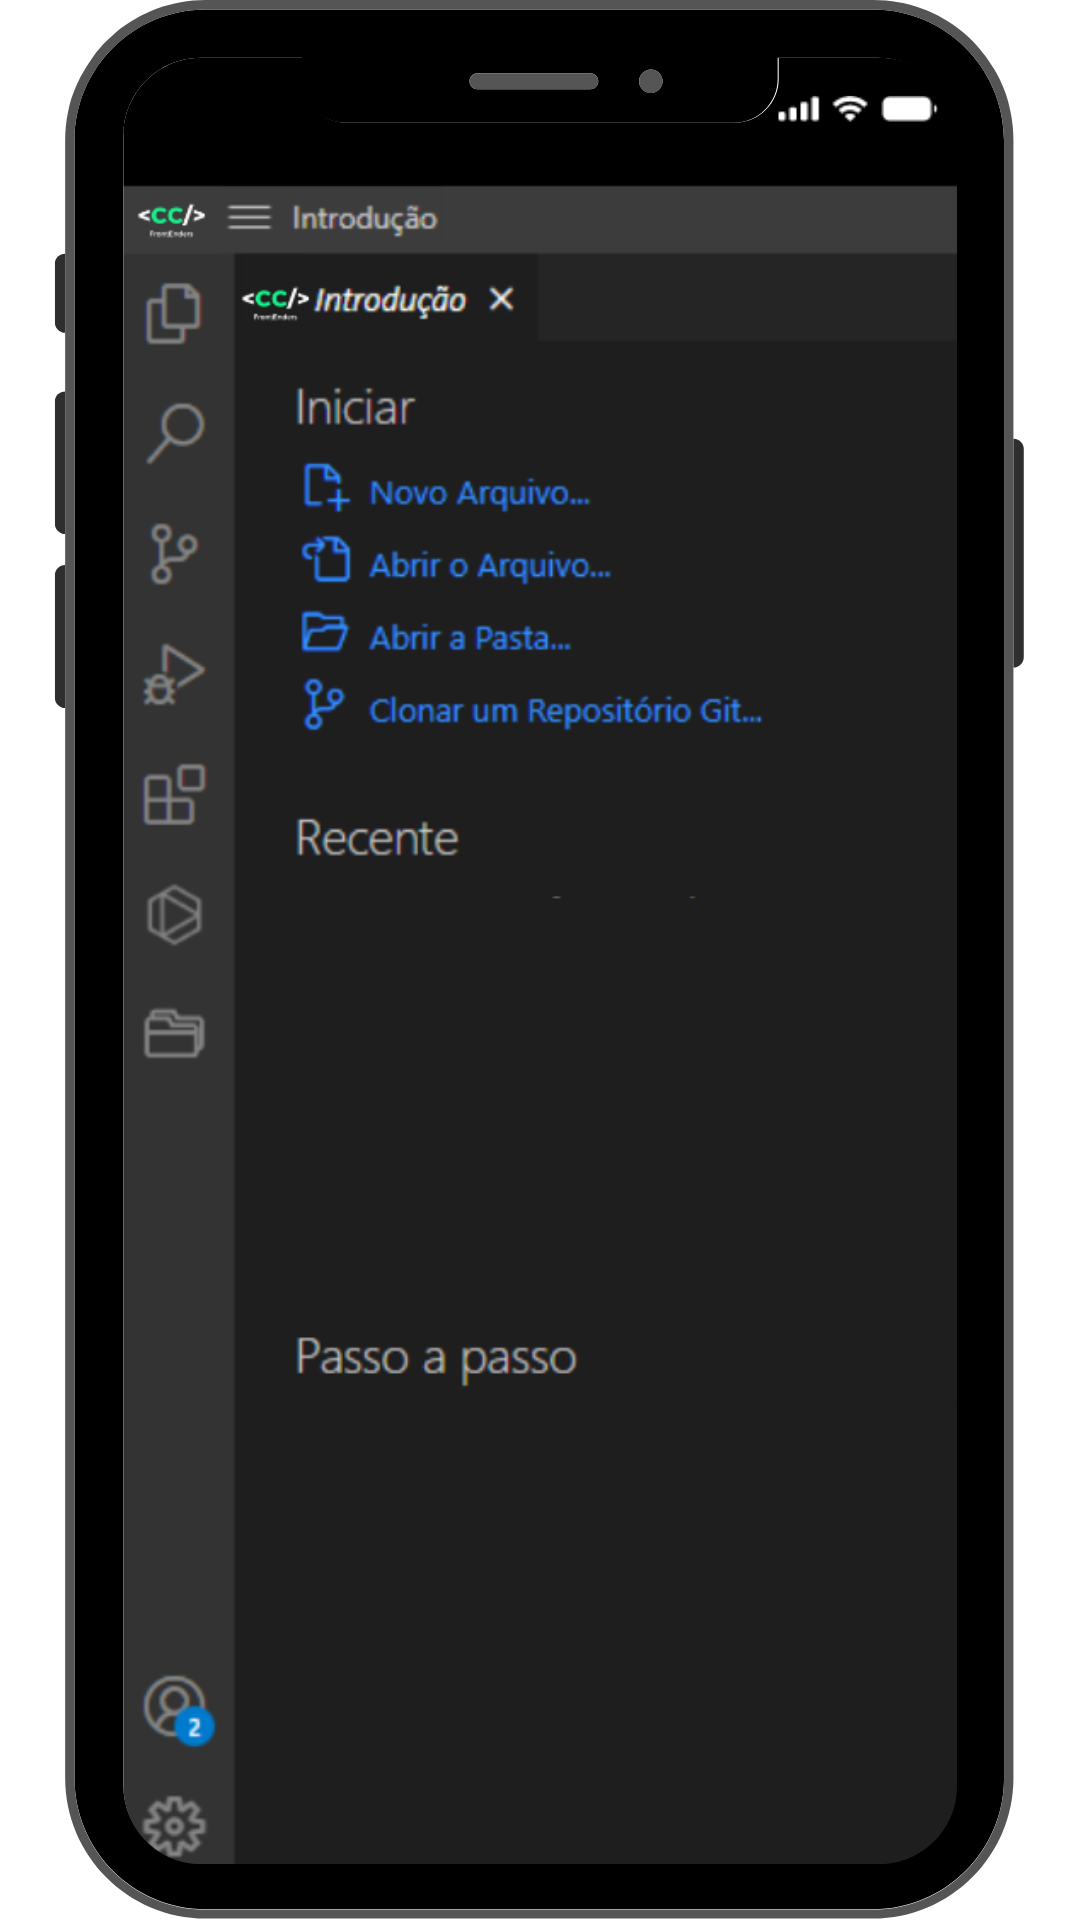 <CC/>
FrontEnders
Introdução
<CC/>
FrontEnders
Introdução
Iniciar
Novo Arquivo...
Abrir o Arquivo...
Abrir a Pasta...
Clonar um Repositório Git...
Recente
Passo a passo
2